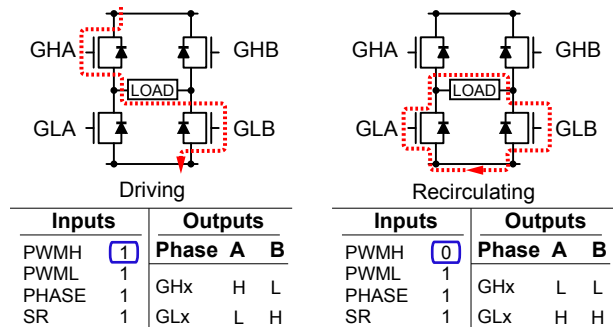 GHA GHB
LOAD
GLA GLB
Driving
Inputs Outputs
PWMH 1 Phase A B
PWML 1
GHx H L
PHASE 1
SR 1 GLx L H
GHA GHB
LOAD
GLA GLB
Recirculating
Inputs Outputs
PWMH 0 Phase A B
PWML 1
GHx L L
PHASE 1
SR 1 GLx H H